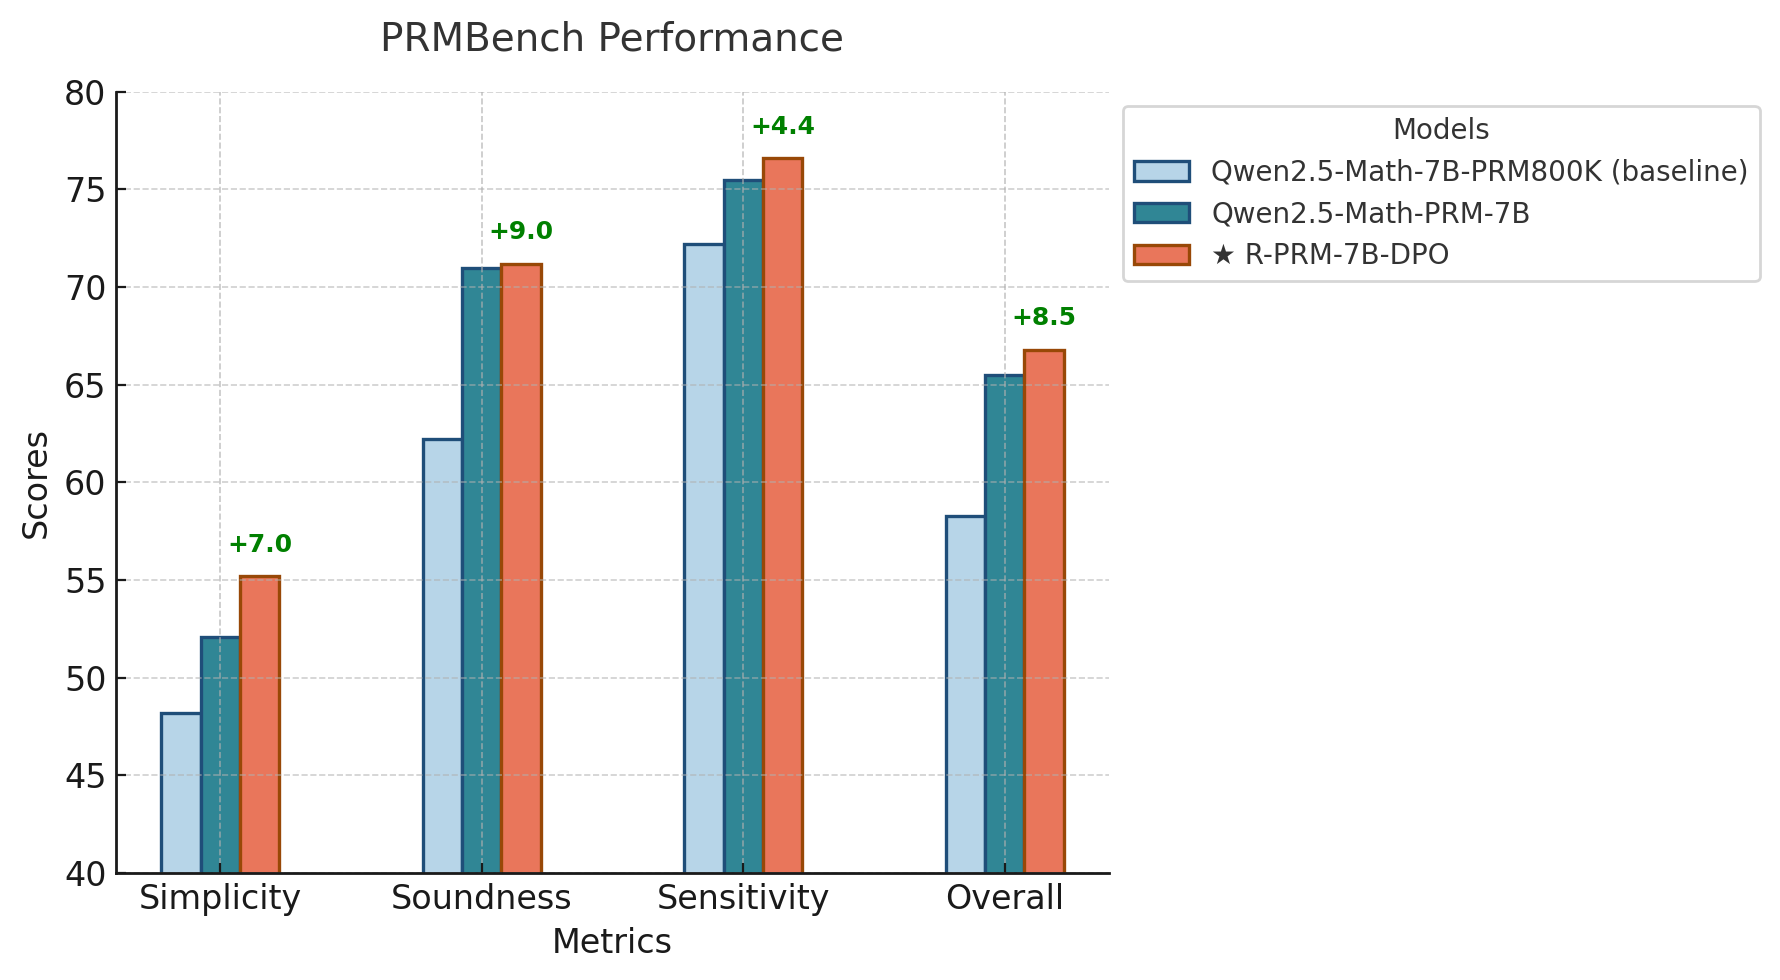 PRMBench Performance
Scores
80
75
70
65
60
55
50
45
40
+7.0
+9.0
+4.4
+8.5
Simplicity
Soundness
Sensitivity
Overall
Metrics
Models
Qwen2.5-Math-7B-PRM800K (baseline)
Qwen2.5-Math-PRM-7B
★ R-PRM-7B-DPO